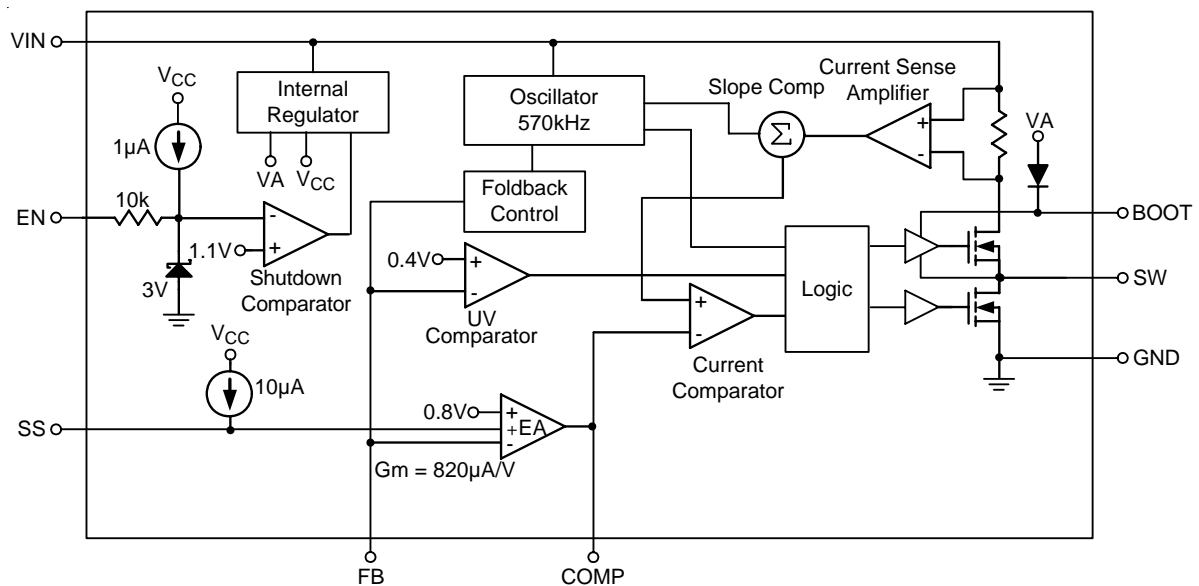 VIN
VCC
1µA
Internal
Regulator
VA
VCC
Oscillator
570kHz
Foldback
Control
Slope Comp
Σ
Current Sense
Amplifier
+
-
VA
BOOT
EN
10k
3V
1.1V
-
+
Shutdown
Comparator
0.4V
+
-
UV
Comparator
+
-
Current
Comparator
Logic
SW
GND
VCC
10µA
SS
0.8V
+
+EA
-
Gm = 820µA/V
FB
COMP